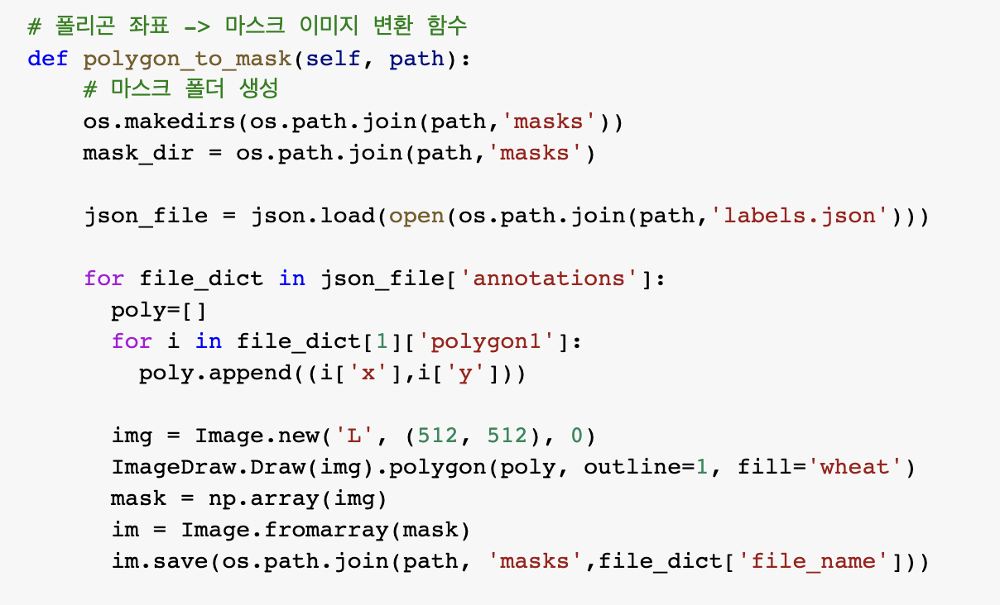 # 폴리곤 좌표 -> 마스크 이미지 변환 함수
def polygon_to_mask(self, path):
    # 마스크 폴더 생성
    os.makedirs(os.path.join(path,'masks'))
    mask_dir = os.path.join(path,'masks')

    json_file = json.load(open(os.path.join(path,'labels.json')))

    for file_dict in json_file['annotations']:
      poly=[]
      for i in file_dict[1]['polygon1']:
        poly.append((i['x'],i['y']))

      img = Image.new('L', (512, 512), 0)
      ImageDraw.Draw(img).polygon(poly, outline=1, fill='wheat')
      mask = np.array(img)
      im = Image.fromarray(mask)
      im.save(os.path.join(path, 'masks',file_dict['file_name']))